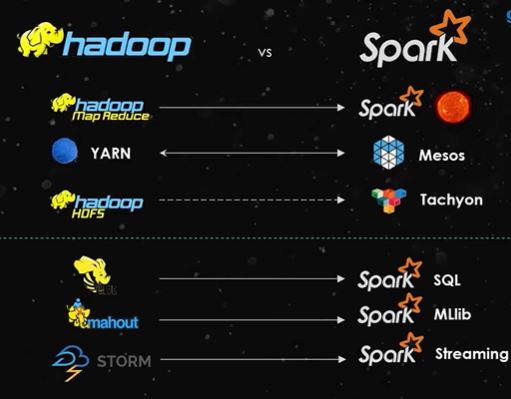 hadoop vs Spark
hadoop Map Reduce Spark
YARN Mesos
hadoop HDFS Tachyon
Spark SQL
mahout Spark MLlib
STORM Spark Streaming